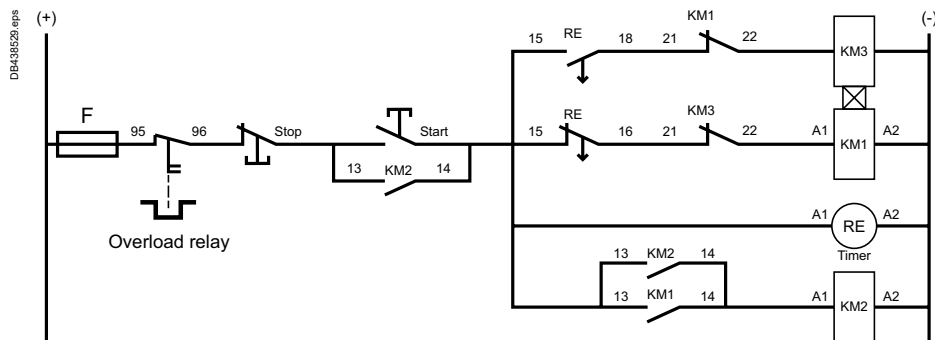 DB438529.eps
(+)
(-)
KM1
15
RE
18
21
22
KM3
F
95
96
Stop
Start
15
RE
16
21
KM3
22
A1
KM1
A2
13
KM2
14
Overload relay
A1
RE
A2
Timer
13
KM2
14
13
KM1
14
A1
KM2
A2